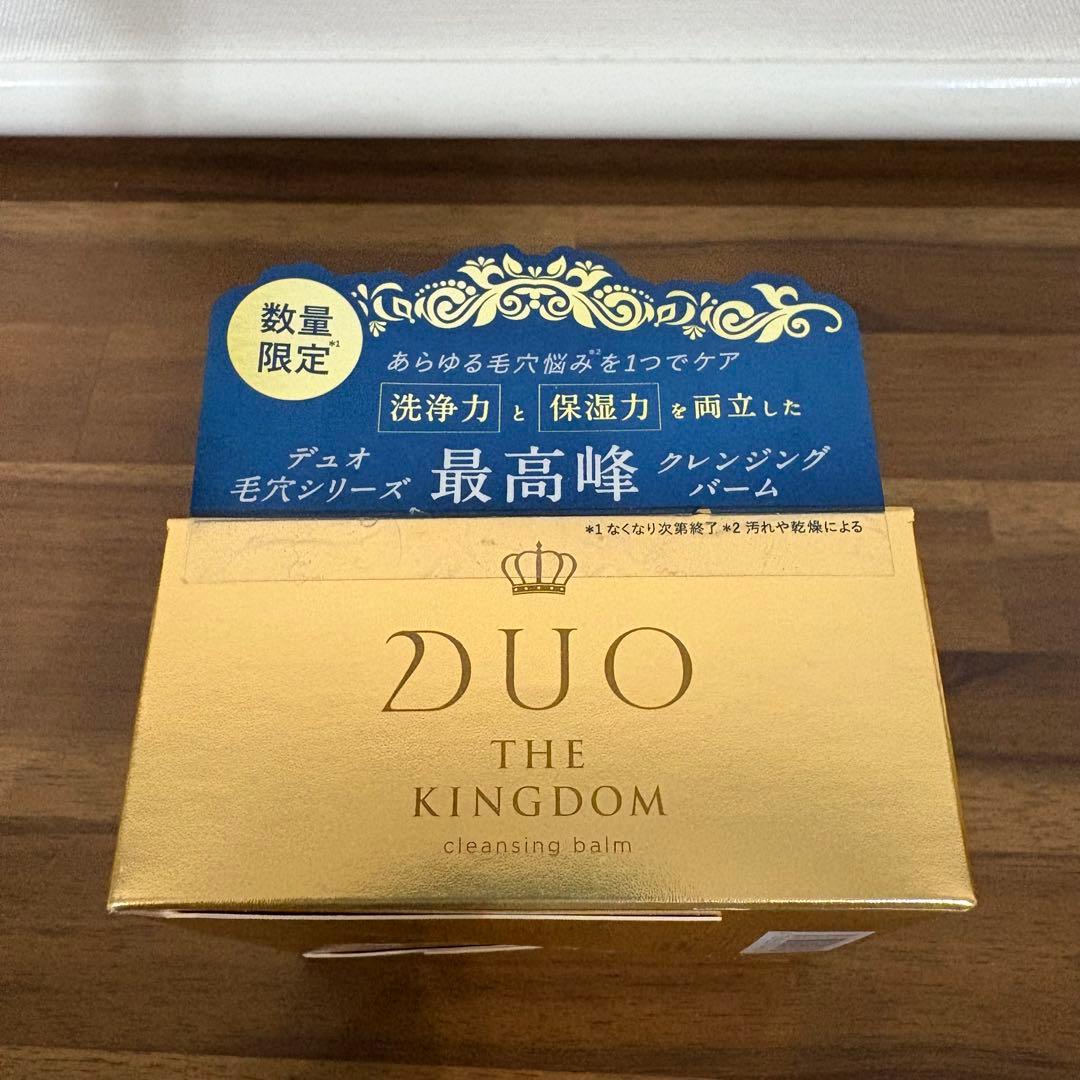 数量
限定*1
あらゆる毛穴悩み*2を1つでケア
洗浄力と保湿力を両立した
デュオ
毛穴シリーズ
最高峰
クレンジング
バーム
*1 なくなり次第終了 *2 汚れや乾燥による
DUO
THE
KINGDOM
cleansing balm